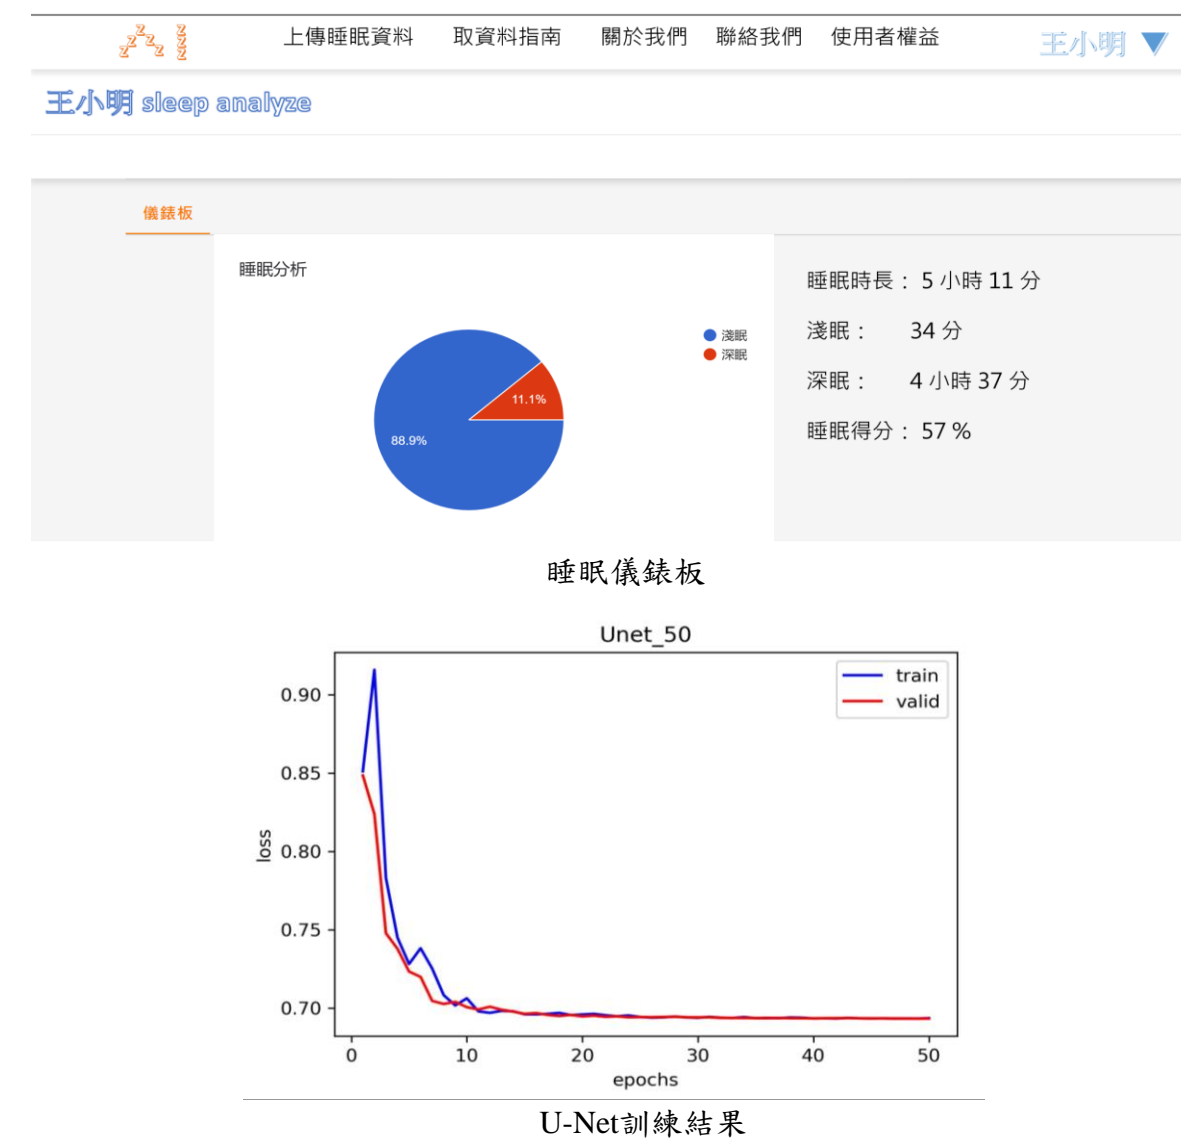 上傳睡眠資料 取資料指南 關於我們 聯絡我們 使用者權益 王小明 ▼
王小明 sleep analyze
儀錶板
睡眠分析
淺眠
深眠
11.1%
88.9%
睡眠時長： 5 小時 11 分
淺眠： 34 分
深眠： 4 小時 37 分
睡眠得分： 57 %
睡眠儀錶板
Unet_50
train
valid
0.90
0.85
0.80
0.75
0.70
loss
0 10 20 30 40 50
epochs
U-Net訓練結果